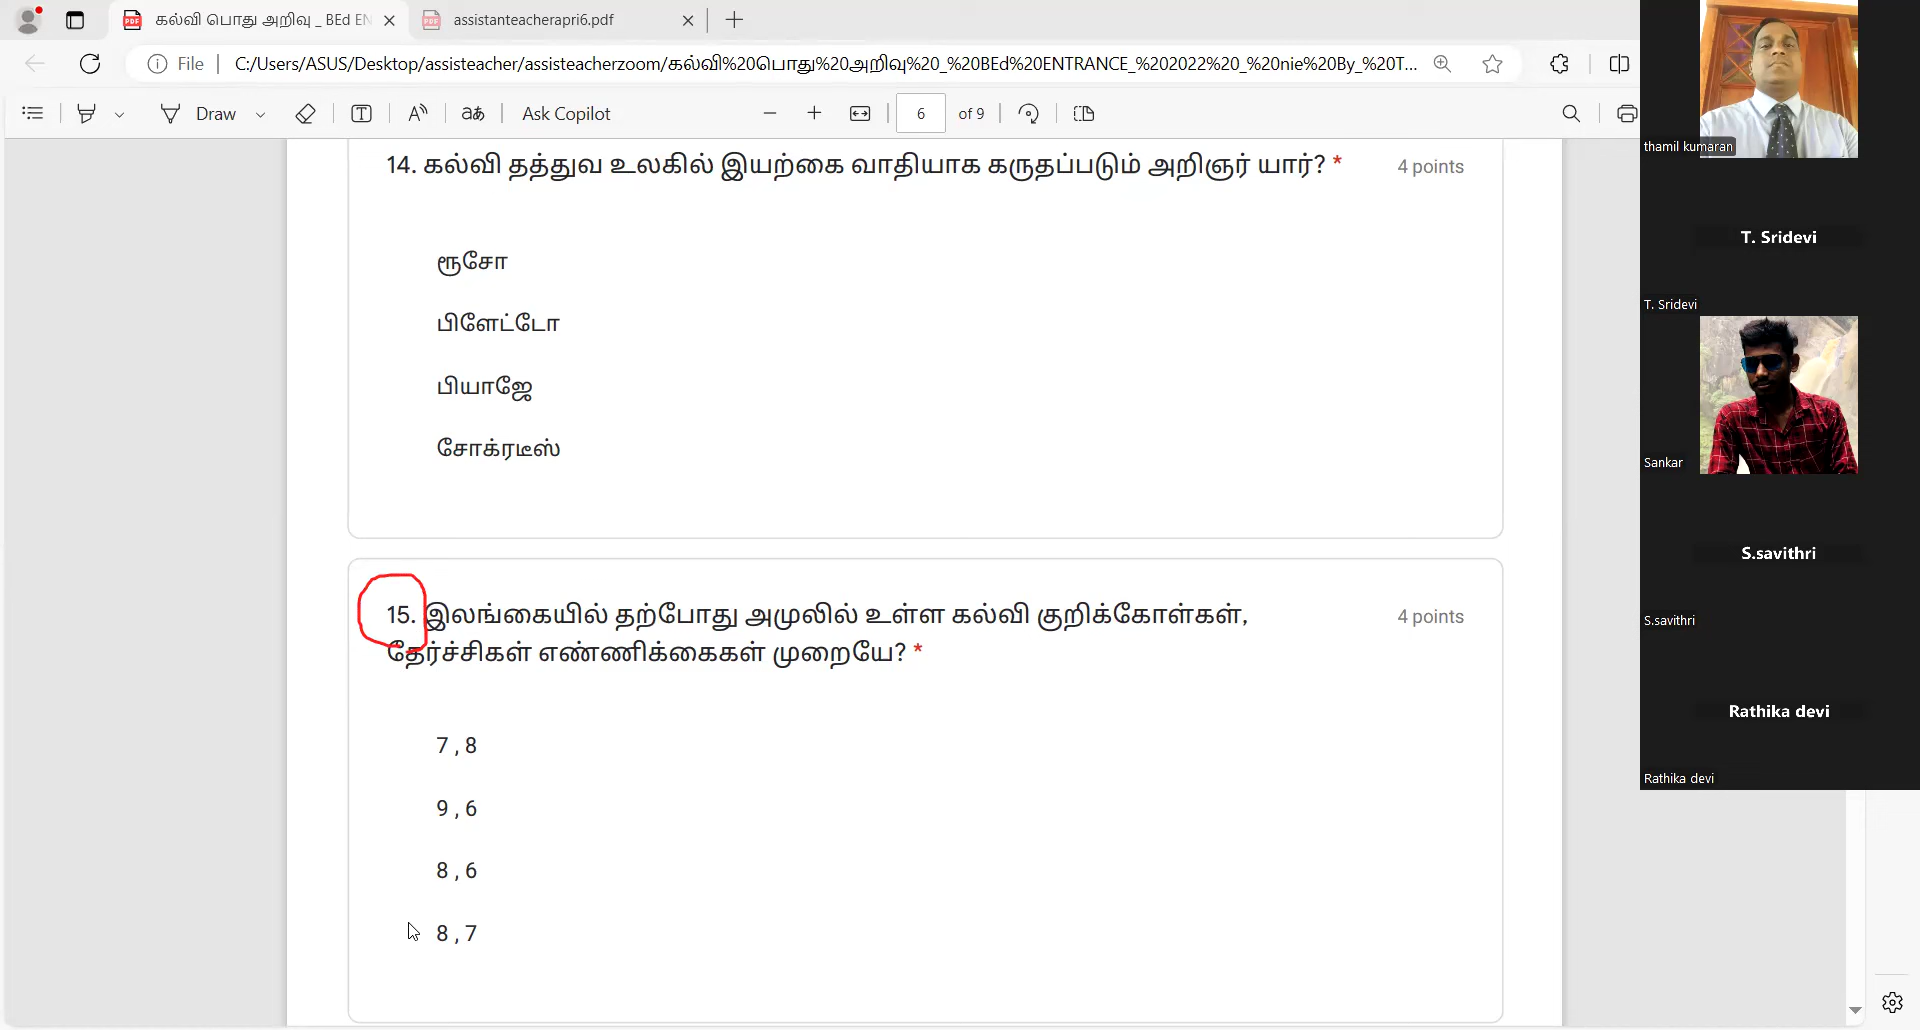 கல்வி பொது அறிவு _ BEd EN
assistanteacherapri6.pdf
File
C:/Users/ASUS/Desktop/assisteacher/assisteacherzoom/கல்வி%20பொது%20அறிவு%20_%20BEd%20ENTRANCE_%202022%20_%20nie%20By_%20T...
Draw
Ask Copilot
6 of 9
14. கல்வி தத்துவ உலகில் இயற்கை வாதியாக கருதப்படும் அறிஞர் யார்? *
4 points
ரூசோ
பிளேட்டோ
பியாஜே
சோக்ரடீஸ்
15. இலங்கையில் தற்போது அமுலில் உள்ள கல்வி குறிக்கோள்கள்,
4 points
தேர்ச்சிகள் எண்ணிக்கைகள் முறையே? *
7 , 8
9 , 6
8 , 6
8 , 7
thamil kumaran
T. Sridevi
T. Sridevi
Sankar
S.savithri
S.savithri
Rathika devi
Rathika devi